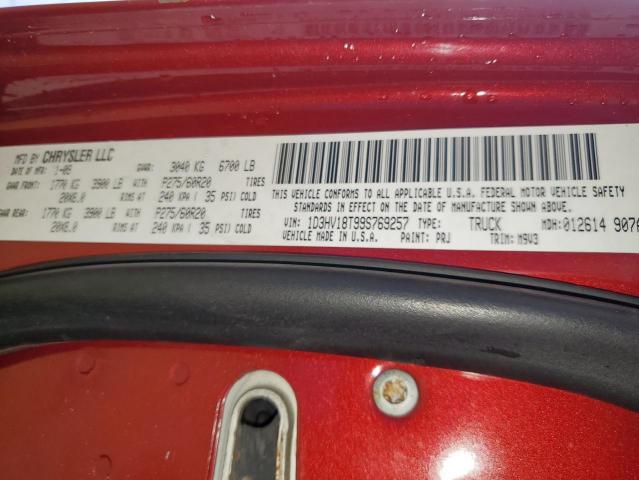 MFD BY CHRYSLER LLC
DATE OF MFR 1-09 GVWR: 3040 KG 6700 LB
GAWR FRONT: 1770 KG 3900 LB WITH P275/60R20 TIRES
20X8.0 RIMS AT 240 KPA ( 35 PSI) COLD
GAWR REAR: 1770 KG 3900 LB WITH P275/60R20 TIRES
20X8.0 RIMS AT 240 KPA ( 35 PSI) COLD
THIS VEHICLE CONFORMS TO ALL APPLICABLE U.S.A. FEDERAL MOTOR VEHICLE SAFETY
STANDARDS IN EFFECT ON THE DATE OF MANUFACTURE SHOWN ABOVE.
VIN: 1D3HV18T99S769257 TYPE: TRUCK MDH: 012614 907
VEHICLE MADE IN U.S.A. PAINT: PRJ TRIM: M9V3